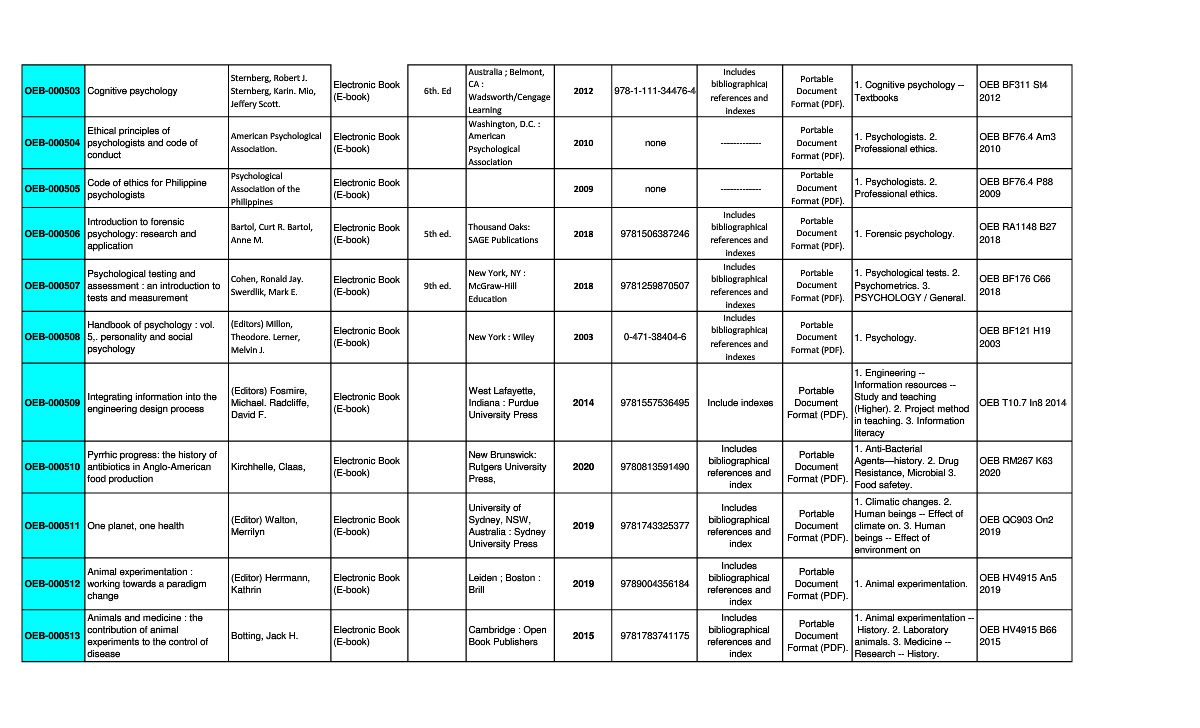 OEB-000503
Cognitive psychology
Sternberg, Robert J.
Sternberg, Karin. Mio,
Jeffery Scott.
Electronic Book
(E-book)
6th. Ed
Australia ; Belmont,
CA :
Wadsworth/Cengage
Learning
2012
978-1-111-34476-4
Includes
bibliographical
references and
indexes
Portable
Document
Format (PDF).
1. Cognitive psychology --
Textbooks
OEB BF311 St4
2012
OEB-000504
Ethical principles of
psychologists and code of
conduct
American Psychological
Association.
Electronic Book
(E-book)
Washington, D.C. :
American
Psychological
Association
2010
none
-------------
Portable
Document
Format (PDF).
1. Psychologists. 2.
Professional ethics.
OEB BF76.4 Am3
2010
OEB-000505
Code of ethics for Philippine
psychologists
Psychological
Association of the
Philippines
Electronic Book
(E-book)
2009
none
-------------
Portable
Document
Format (PDF).
1. Psychologists. 2.
Professional ethics.
OEB BF76.4 P88
2009
OEB-000506
Introduction to forensic
psychology: research and
application
Bartol, Curt R. Bartol,
Anne M.
Electronic Book
(E-book)
5th ed.
Thousand Oaks:
SAGE Publications
2018
9781506387246
Includes
bibliographical
references and
indexes
Portable
Document
Format (PDF).
1. Forensic psychology.
OEB RA1148 B27
2018
OEB-000507
Psychological testing and
assessment : an introduction to
tests and measurement
Cohen, Ronald Jay.
Swerdlik, Mark E.
Electronic Book
(E-book)
9th ed.
New York, NY :
McGraw-Hill
Education
2018
9781259870507
Includes
bibliographical
references and
indexes
Portable
Document
Format (PDF).
1. Psychological tests. 2.
Psychometrics. 3.
PSYCHOLOGY / General.
OEB BF176 C66
2018
OEB-000508
Handbook of psychology : vol.
5,. personality and social
psychology
(Editors) Millon,
Theodore. Lerner,
Melvin J.
Electronic Book
(E-book)
New York : Wiley
2003
0-471-38404-6
Includes
bibliographical
references and
indexes
Portable
Document
Format (PDF).
1. Psychology.
OEB BF121 H19
2003
OEB-000509
Integrating information into the
engineering design process
(Editors) Fosmire,
Michael. Radcliffe,
David F.
Electronic Book
(E-book)
West Lafayette,
Indiana : Purdue
University Press
2014
9781557536495
Include indexes
Portable
Document
Format (PDF).
1. Engineering --
Information resources --
Study and teaching
(Higher). 2. Project method
in teaching. 3. Information
literacy
OEB T10.7 In8 2014
OEB-000510
Pyrrhic progress: the history of
antibiotics in Anglo-American
food production
Kirchhelle, Claas,
Electronic Book
(E-book)
New Brunswick:
Rutgers University
Press,
2020
9780813591490
Includes
bibliographical
references and
index
Portable
Document
Format (PDF).
1. Anti-Bacterial
Agents—history. 2. Drug
Resistance, Microbial 3.
Food safetey.
OEB RM267 K63
2020
OEB-000511
One planet, one health
(Editor) Walton,
Merrilyn
Electronic Book
(E-book)
University of
Sydney, NSW,
Australia : Sydney
University Press
2019
9781743325377
Includes
bibliographical
references and
index
Portable
Document
Format (PDF).
1. Climatic changes. 2.
Human beings -- Effect of
climate on. 3. Human
beings -- Effect of
environment on
OEB QC903 On2
2019
OEB-000512
Animal experimentation :
working towards a paradigm
change
(Editor) Herrmann,
Kathrin
Electronic Book
(E-book)
Leiden ; Boston :
Brill
2019
9789004356184
Includes
bibliographical
references and
index
Portable
Document
Format (PDF).
1. Animal experimentation.
OEB HV4915 An5
2019
OEB-000513
Animals and medicine : the
contribution of animal
experiments to the control of
disease
Botting, Jack H.
Electronic Book
(E-book)
Cambridge : Open
Book Publishers
2015
9781783741175
Includes
bibliographical
references and
index
Portable
Document
Format (PDF).
1. Animal experimentation --
History. 2. Laboratory
animals. 3. Medicine --
Research -- History.
OEB HV4915 B66
2015